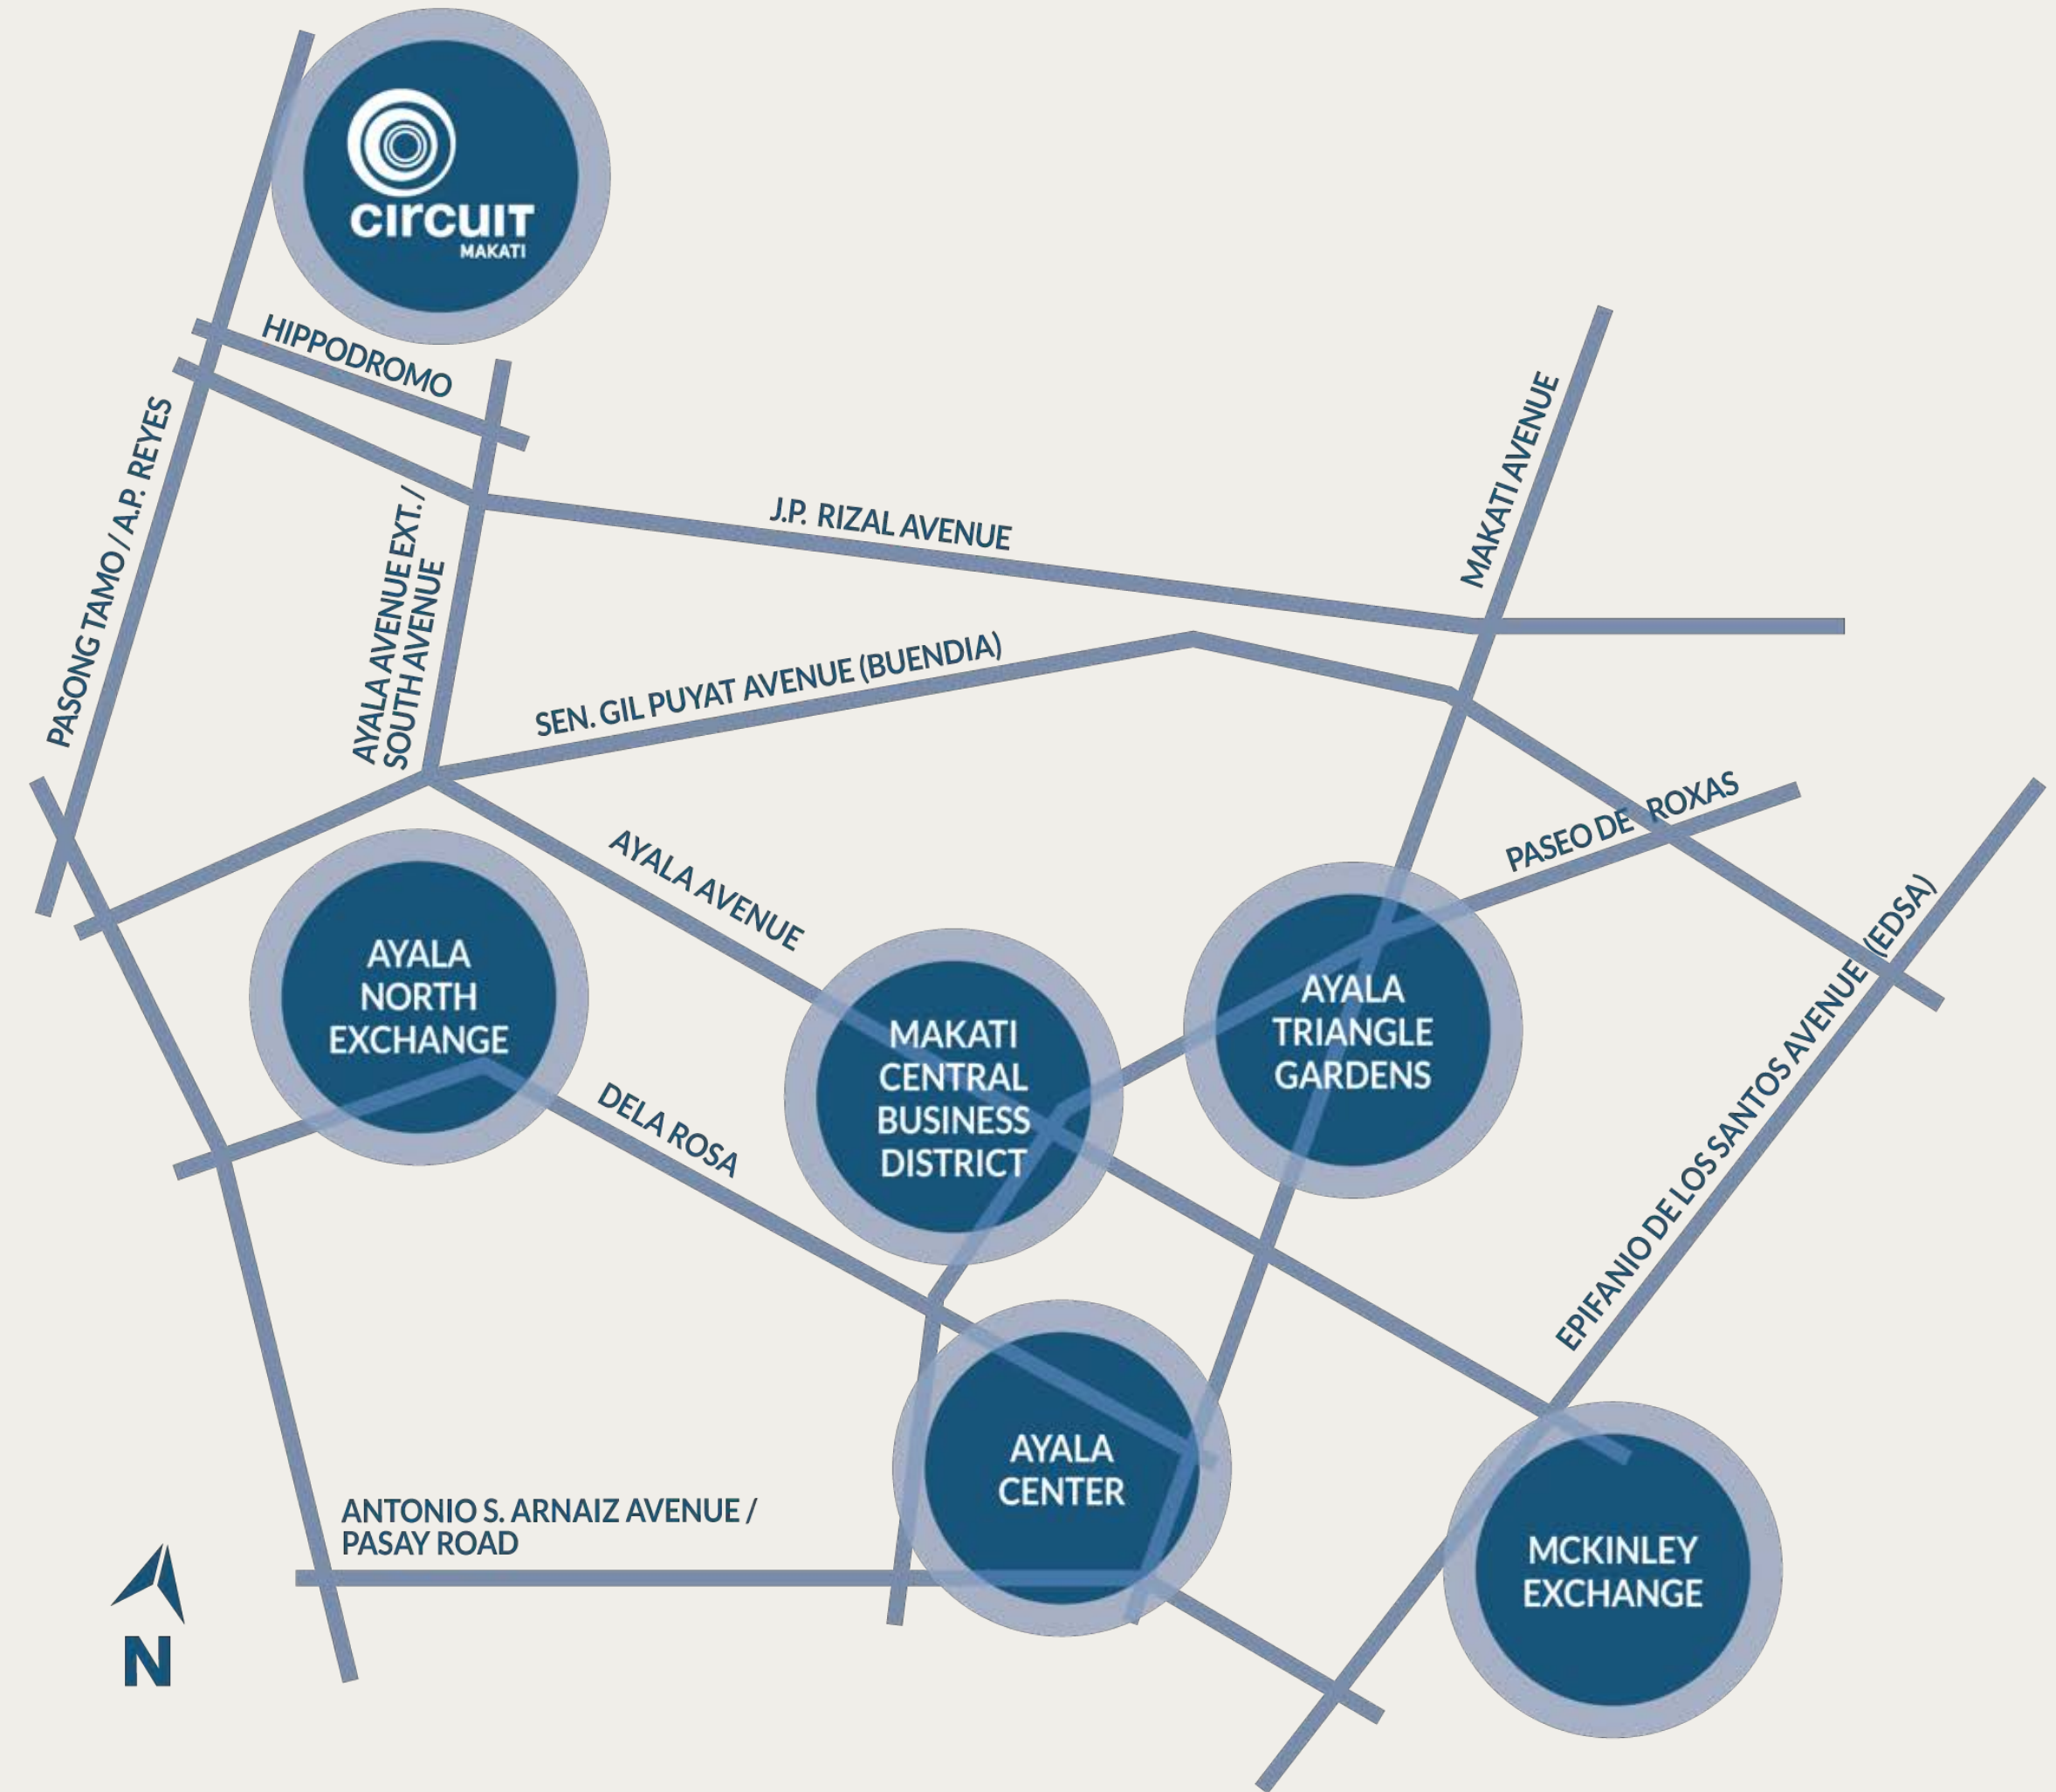 circuit
MAKATI
HIPPODROMO
PASONG TAMO / A.P. REYES
AYALA AVENUE EXT. /
SOUTH AVENUE
J.P. RIZAL AVENUE
MAKATI AVENUE
SEN. GIL PUYAT AVENUE (BUENDIA)
PASEO DE ROXAS
AYALA AVENUE
EPIFANIO DE LOS SANTOS AVENUE (EDSA)
AYALA
NORTH
EXCHANGE
MAKATI
CENTRAL
BUSINESS
DISTRICT
AYALA
TRIANGLE
GARDENS
DELA ROSA
AYALA
CENTER
ANTONIO S. ARNAIZ AVENUE /
PASAY ROAD
MCKINLEY
EXCHANGE
N